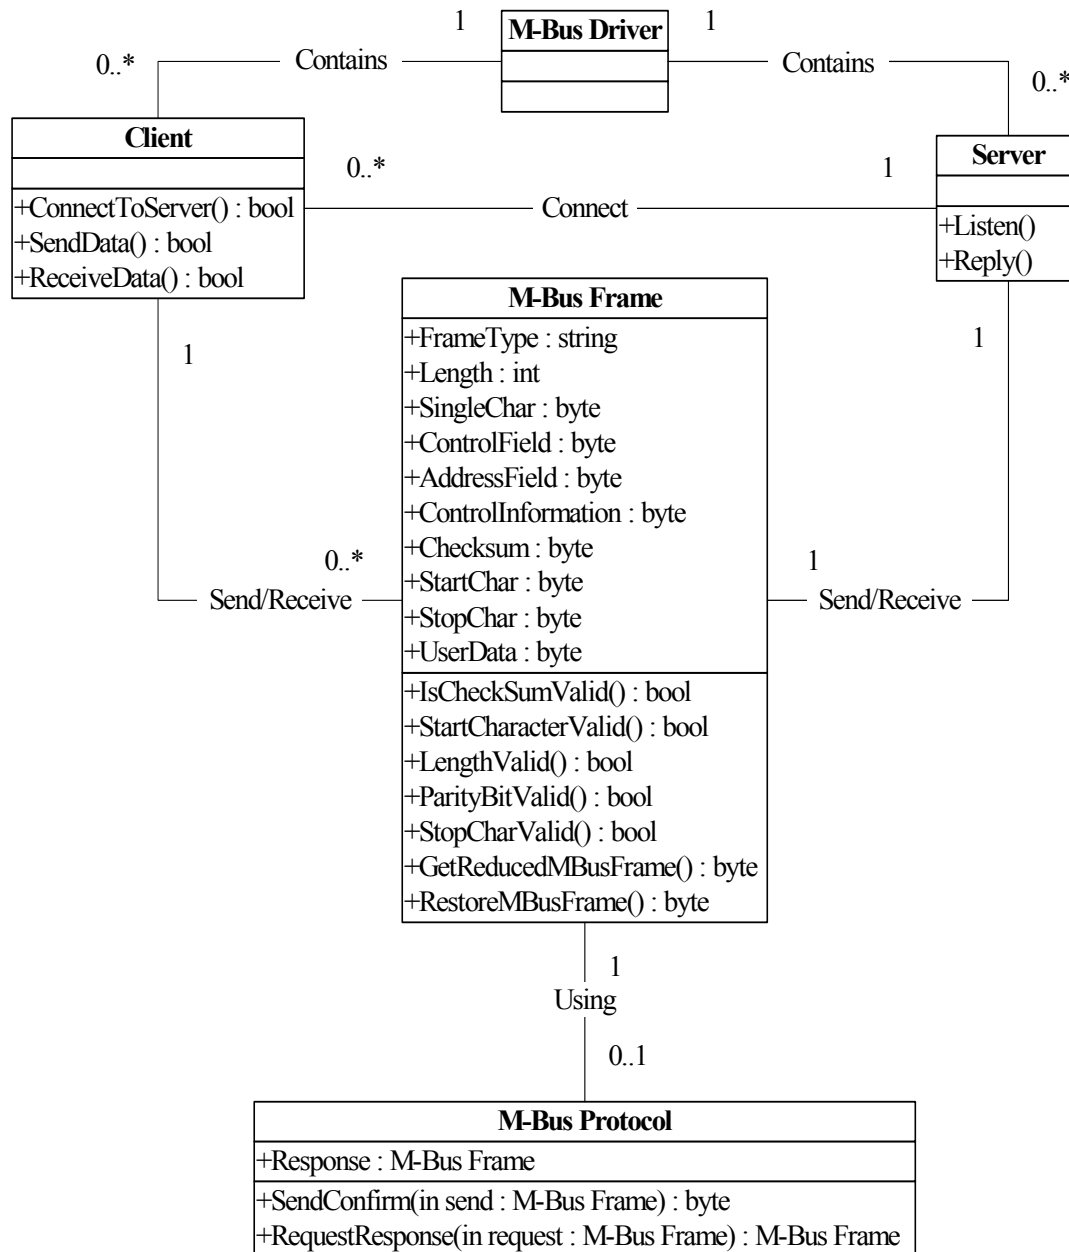 1
M-Bus Driver
1
0..*
Contains
Contains
0..*
Client
+ConnectToServer() : bool
+SendData() : bool
+ReceiveData() : bool
0..*
Connect
1
Server
+Listen()
+Reply()
1
1
M-Bus Frame
+FrameType : string
+Length : int
+SingleChar : byte
+ControlField : byte
+AddressField : byte
+ControlInformation : byte
+Checksum : byte
+StartChar : byte
+StopChar : byte
+UserData : byte
+IsCheckSumValid() : bool
+StartCharacterValid() : bool
+LengthValid() : bool
+ParityBitValid() : bool
+StopCharValid() : bool
+GetReducedMBusFrame() : byte
+RestoreMBusFrame() : byte
0..*
Send/Receive
1
Send/Receive
1
Using
0..1
M-Bus Protocol
+Response : M-Bus Frame
+SendConfirm(in send : M-Bus Frame) : byte
+RequestResponse(in request : M-Bus Frame) : M-Bus Frame